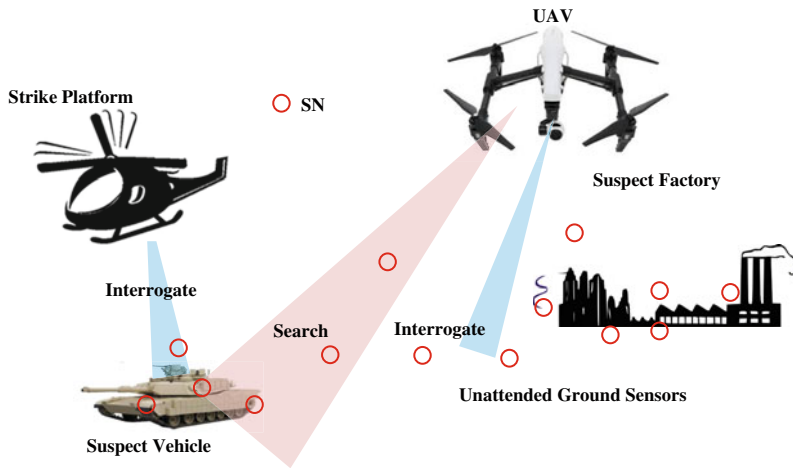 UAV
Strike Platform
SN
Suspect Factory
Interrogate
Search
Interrogate
Unattended Ground Sensors
Suspect Vehicle